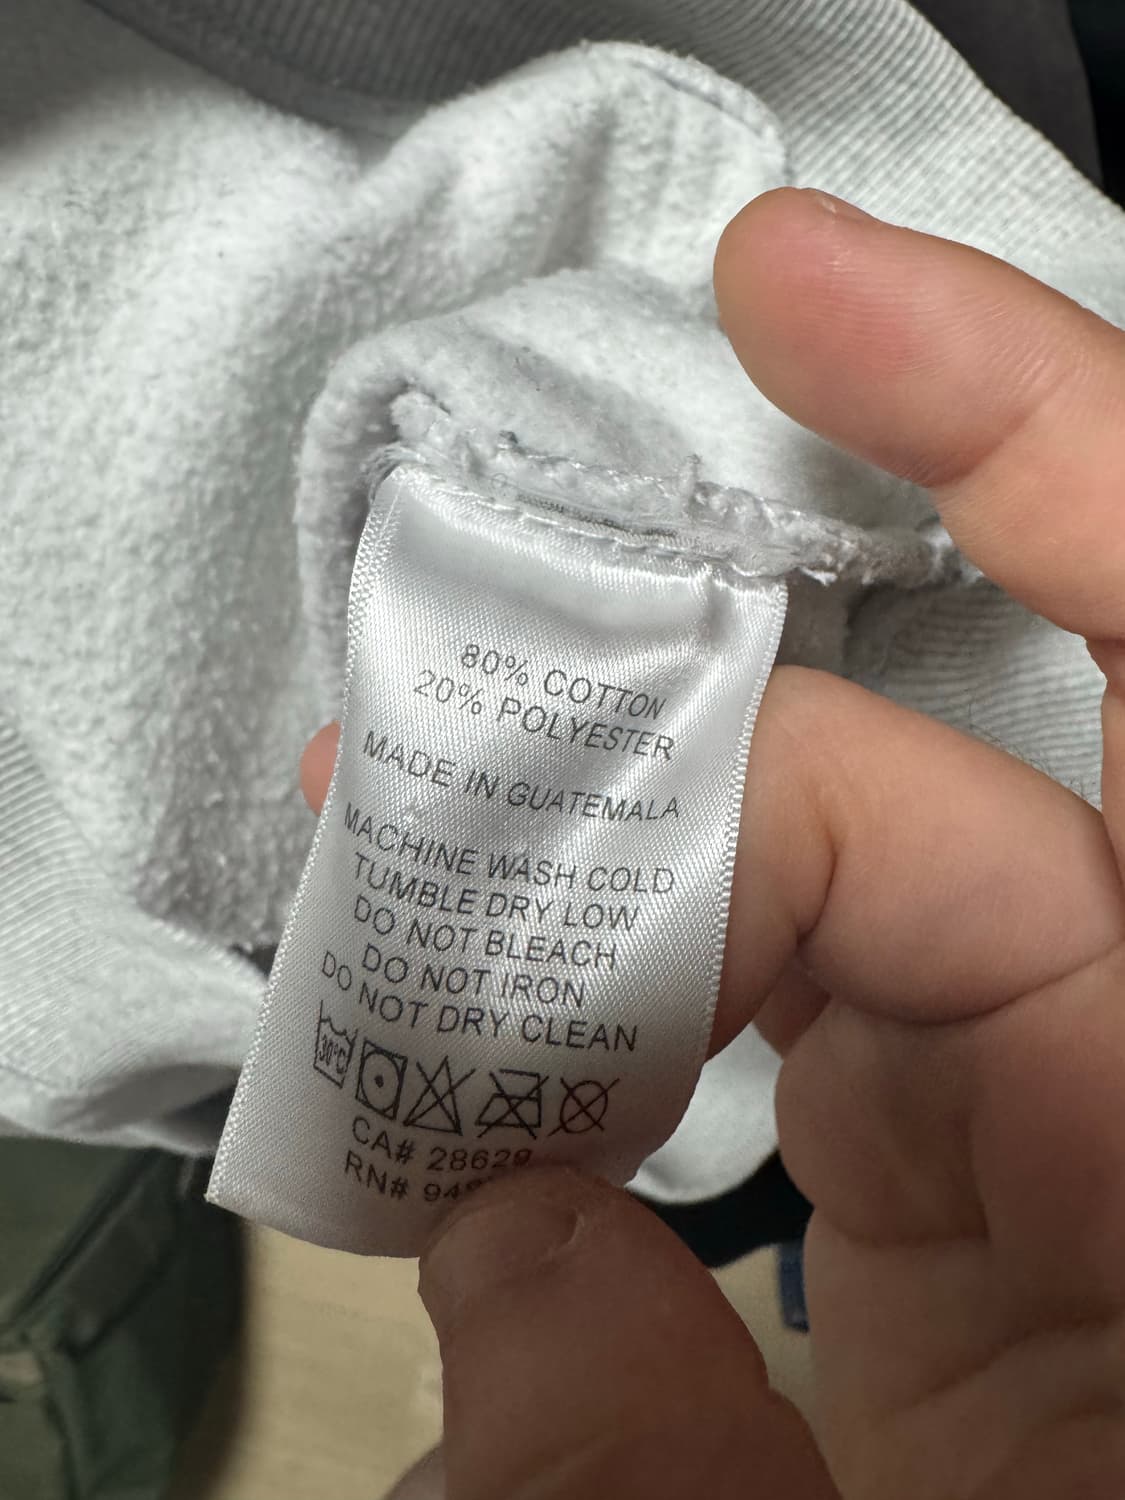 80% COTTON
20% POLYESTER
MADE IN GUATEMALA
MACHINE WASH COLD
TUMBLE DRY LOW
DO NOT BLEACH
DO NOT IRON
DO NOT DRY CLEAN
30°C
CA# 28629
RN#